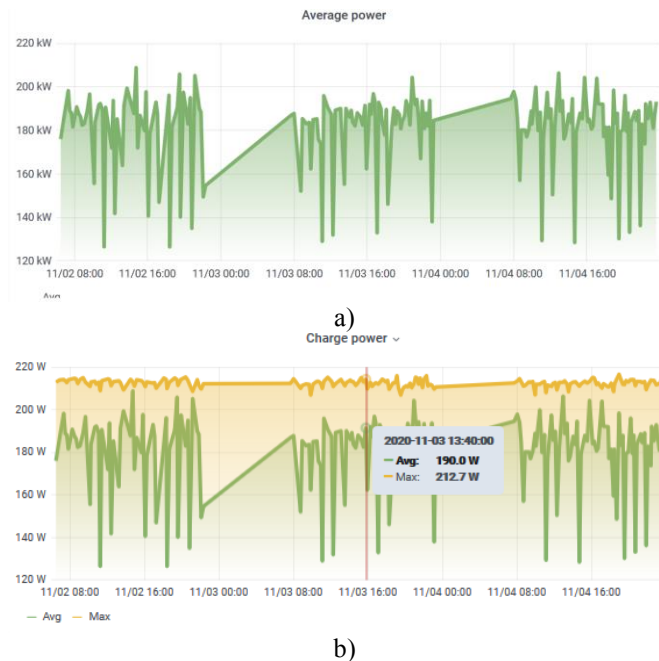 Average power
220 kW
200 kW
180 kW
160 kW
140 kW
120 kW
11/02 08:00 11/02 16:00 11/03 00:00 11/03 08:00 11/03 16:00 11/04 00:00 11/04 08:00 11/04 16:00
Avg
a)
Charge power
220 W
200 W
180 W
160 W
140 W
120 W
2020-11-03 13:40:00
Avg: 190.0 W
Max: 212.7 W
11/02 08:00 11/02 16:00 11/03 00:00 11/03 08:00 11/03 16:00 11/04 00:00 11/04 08:00 11/04 16:00
Avg Max
b)